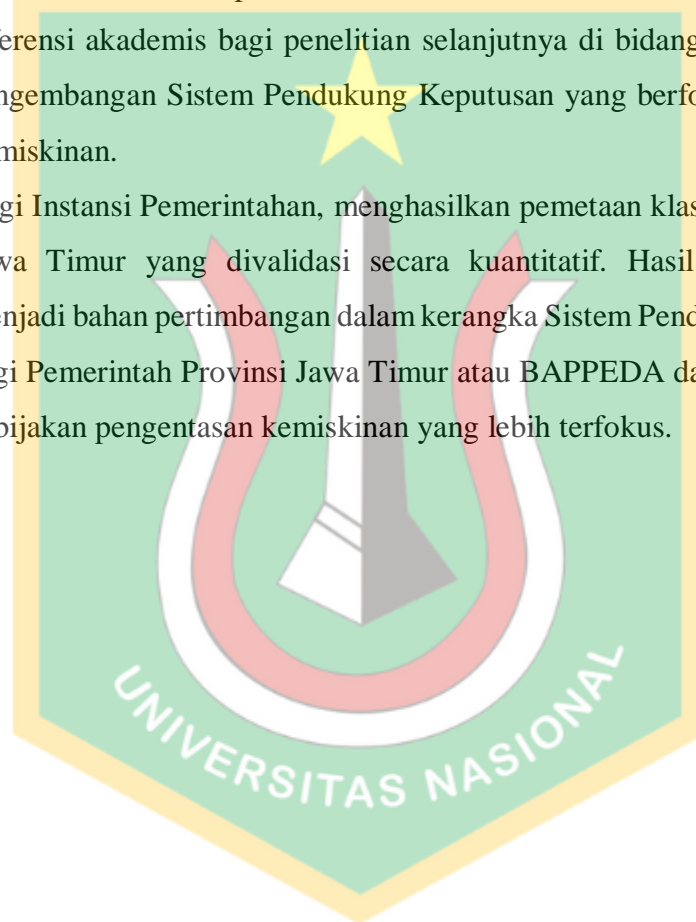 erensi akademis bagi penelitian selanjutnya di bidang
ngembangan Sistem Pendukung Keputusan yang berfo
miskinan.
gi Instansi Pemerintahan, menghasilkan pemetaan klas
wa Timur yang divalidasi secara kuantitatif. Hasil
enjadi bahan pertimbangan dalam kerangka Sistem Pend
gi Pemerintah Provinsi Jawa Timur atau BAPPEDA da
bijakan pengentasan kemiskinan yang lebih terfokus.
UNIVERSITAS NASIONAL